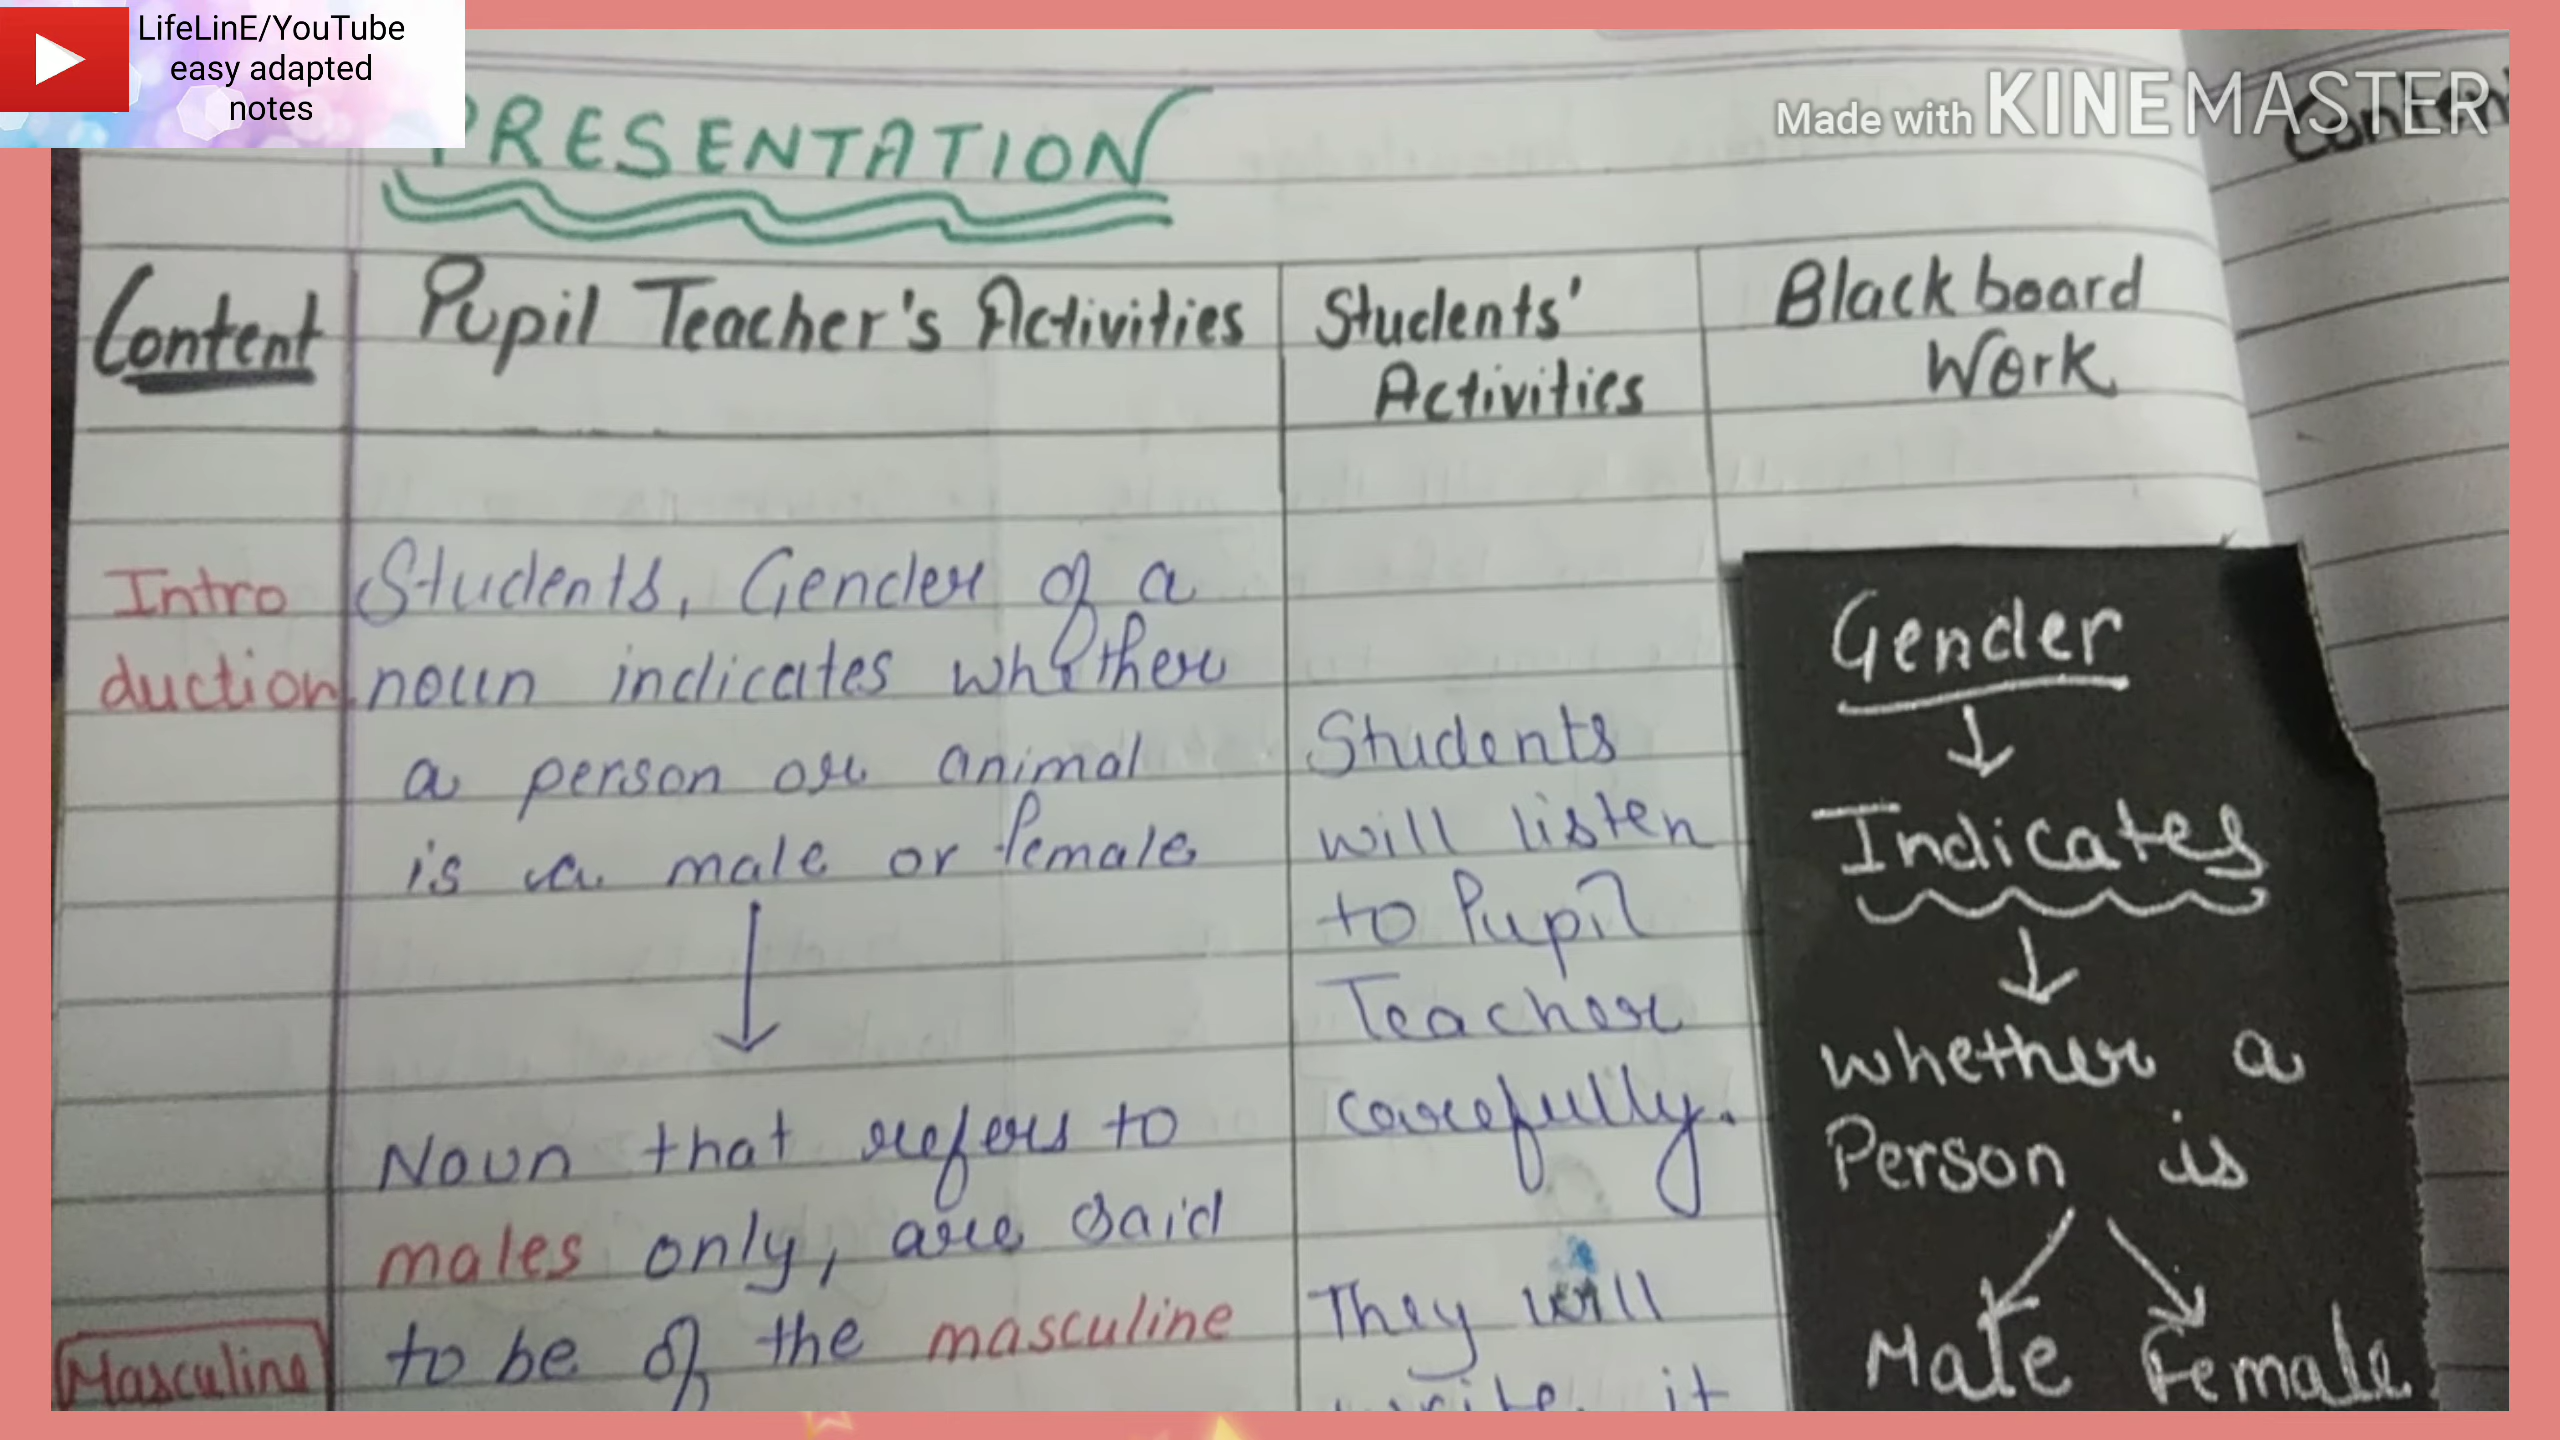 LifeLinE/YouTube
easy adapted
notes
Made with KINEMASTER
PRESENTATION
Content
Pupil Teacher's Activities
Students'
Activities
Blackboard
Work
Intro
duction
Students, Gender of a
noun indicates whether
a person or animal
is a male or female
Noun that refers to
males only, are said
to be of the masculine
Masculine
Students
will listen
to Pupil
Teacher
carefully.
They will
write it
Gender
Indicates
whether a
Person is
Male Female